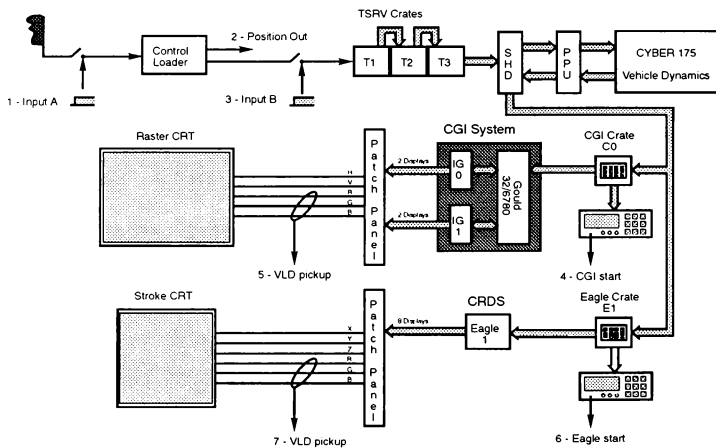 TSRV Crates
2 - Position Out
Control
Loader
T1
T2
T3
S
H
D
P
P
U
CYBER 175
Vehicle Dynamics
1 - Input A
3 - Input B
Raster CRT
P
a
t
c
h
P
a
n
e
l
CGI System
CGI Crate
C0
H
V
R
G
B
2 Displays
IG
0
Gould
32/6780
2 Displays
IG
1
5 - VLD pickup
4 - CGI start
Stroke CRT
P
a
t
c
h
P
a
n
e
l
CRDS
Eagle Crate
E1
X
Y
Z
R
G
B
8 Displays
Eagle
1
7 - VLD pickup
6 - Eagle start